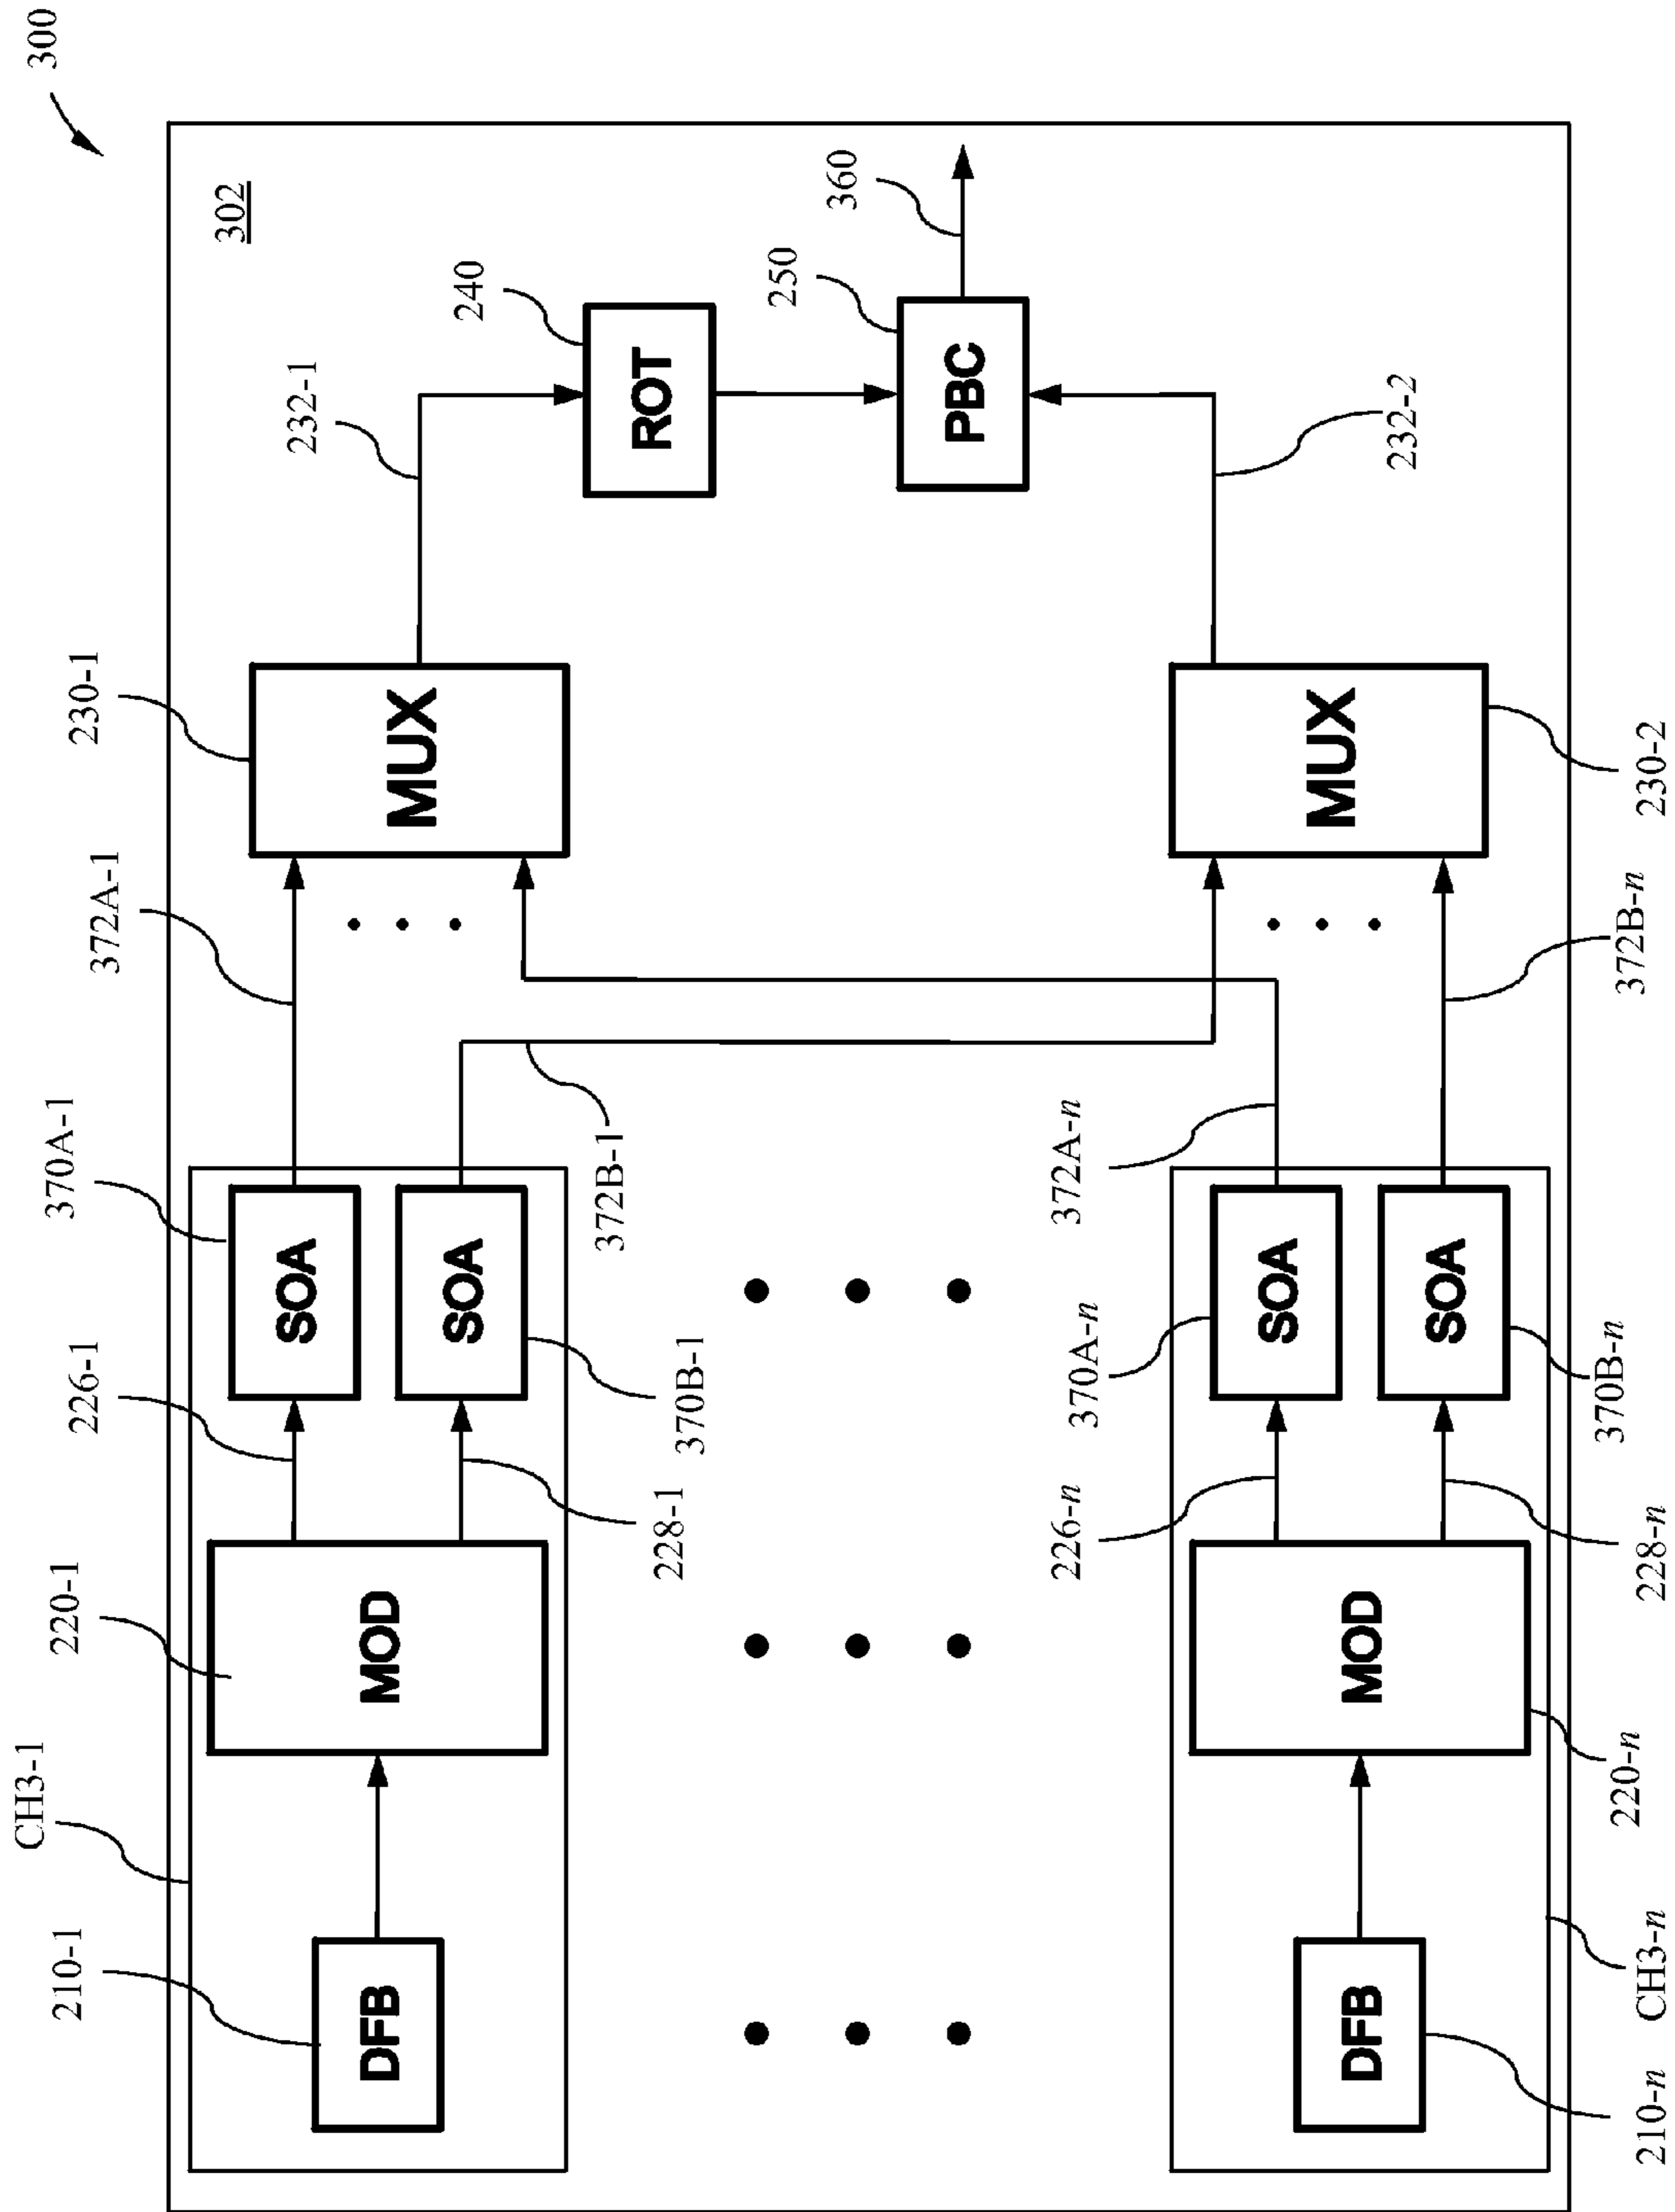 300
302
CH3-1
210-1
DFB
220-1
MOD
226-1
228-1
370A-1
SOA
SOA
370B-1
372A-1
372B-1
230-1
MUX
232-1
240
ROT
250
PBC
360
232-2
MUX
230-2
372A-n
372B-n
370A-n
SOA
SOA
370B-n
226-n
228-n
MOD
220-n
DFB
210-n
CH3-n